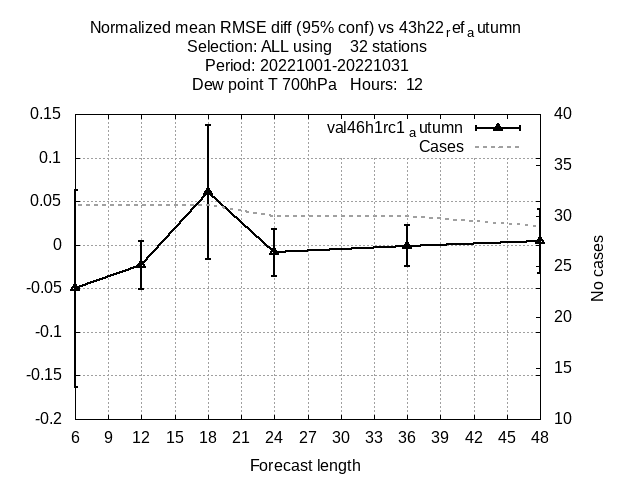 Normalized mean RMSE diff (95% conf) vs 43h22refautumn
Selection: ALL using 32 stations
Period: 20221001-20221031
Dew point T 700hPa Hours: 12
val46h1rc1autumn
Cases
0.15
0.1
0.05
0
-0.05
-0.1
-0.15
-0.2
40
35
30
25
20
15
10
No cases
6 9 12 15 18 21 24 27 30 33 36 39 42 45 48
Forecast length